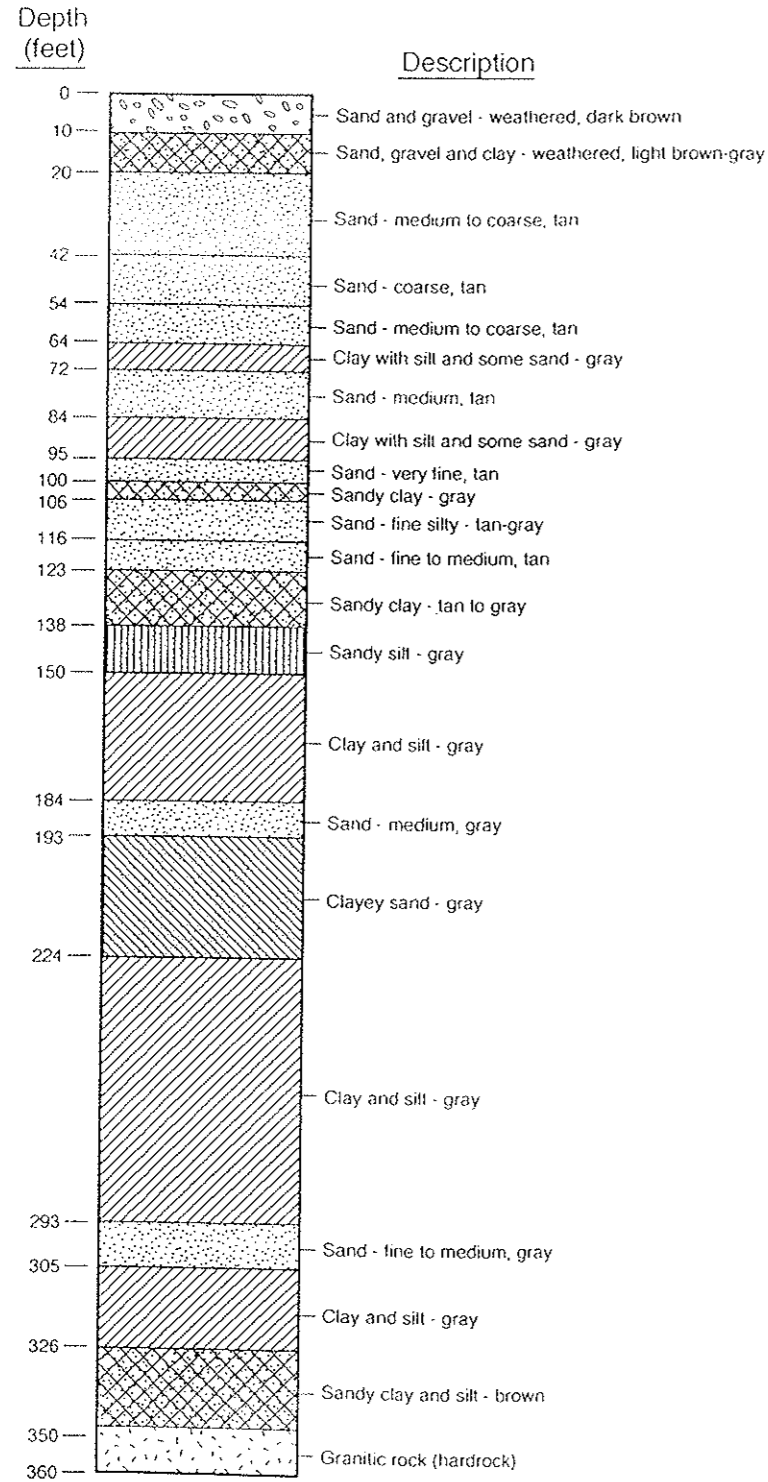 Depth
(feet)
Description
0
Sand and gravel - weathered, dark brown
10
Sand, gravel and clay - weathered, light brown-gray
20
Sand - medium to coarse, tan
42
Sand - coarse, tan
54
Sand - medium to coarse, tan
64
Clay with silt and some sand - gray
72
Sand - medium, tan
84
Clay with silt and some sand - gray
95
Sand - very fine, tan
100
Sandy clay - gray
106
Sand - fine silty - tan-gray
116
Sand - fine to medium, tan
123
Sandy clay - tan to gray
138
Sandy silt - gray
150
Clay and silt - gray
184
Sand - medium, gray
193
Clayey sand - gray
224
Clay and silt - gray
293
Sand - fine to medium, gray
305
Clay and silt - gray
326
Sandy clay and silt - brown
350
Granitic rock (hardrock)
360